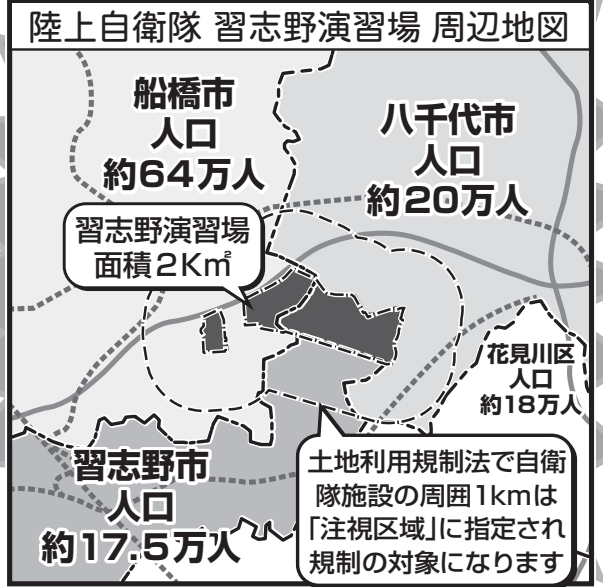 陸上自衛隊 習志野演習場 周辺地図
船橋市
人口
約64万人
八千代市
人口
約20万人
習志野演習場
面積2K㎡
花見川区
人口
約18万人
習志野市
人口
約17.5万人
土地利用規制法で自衛
隊施設の周囲1kmは
「注視区域」に指定され
規制の対象になります